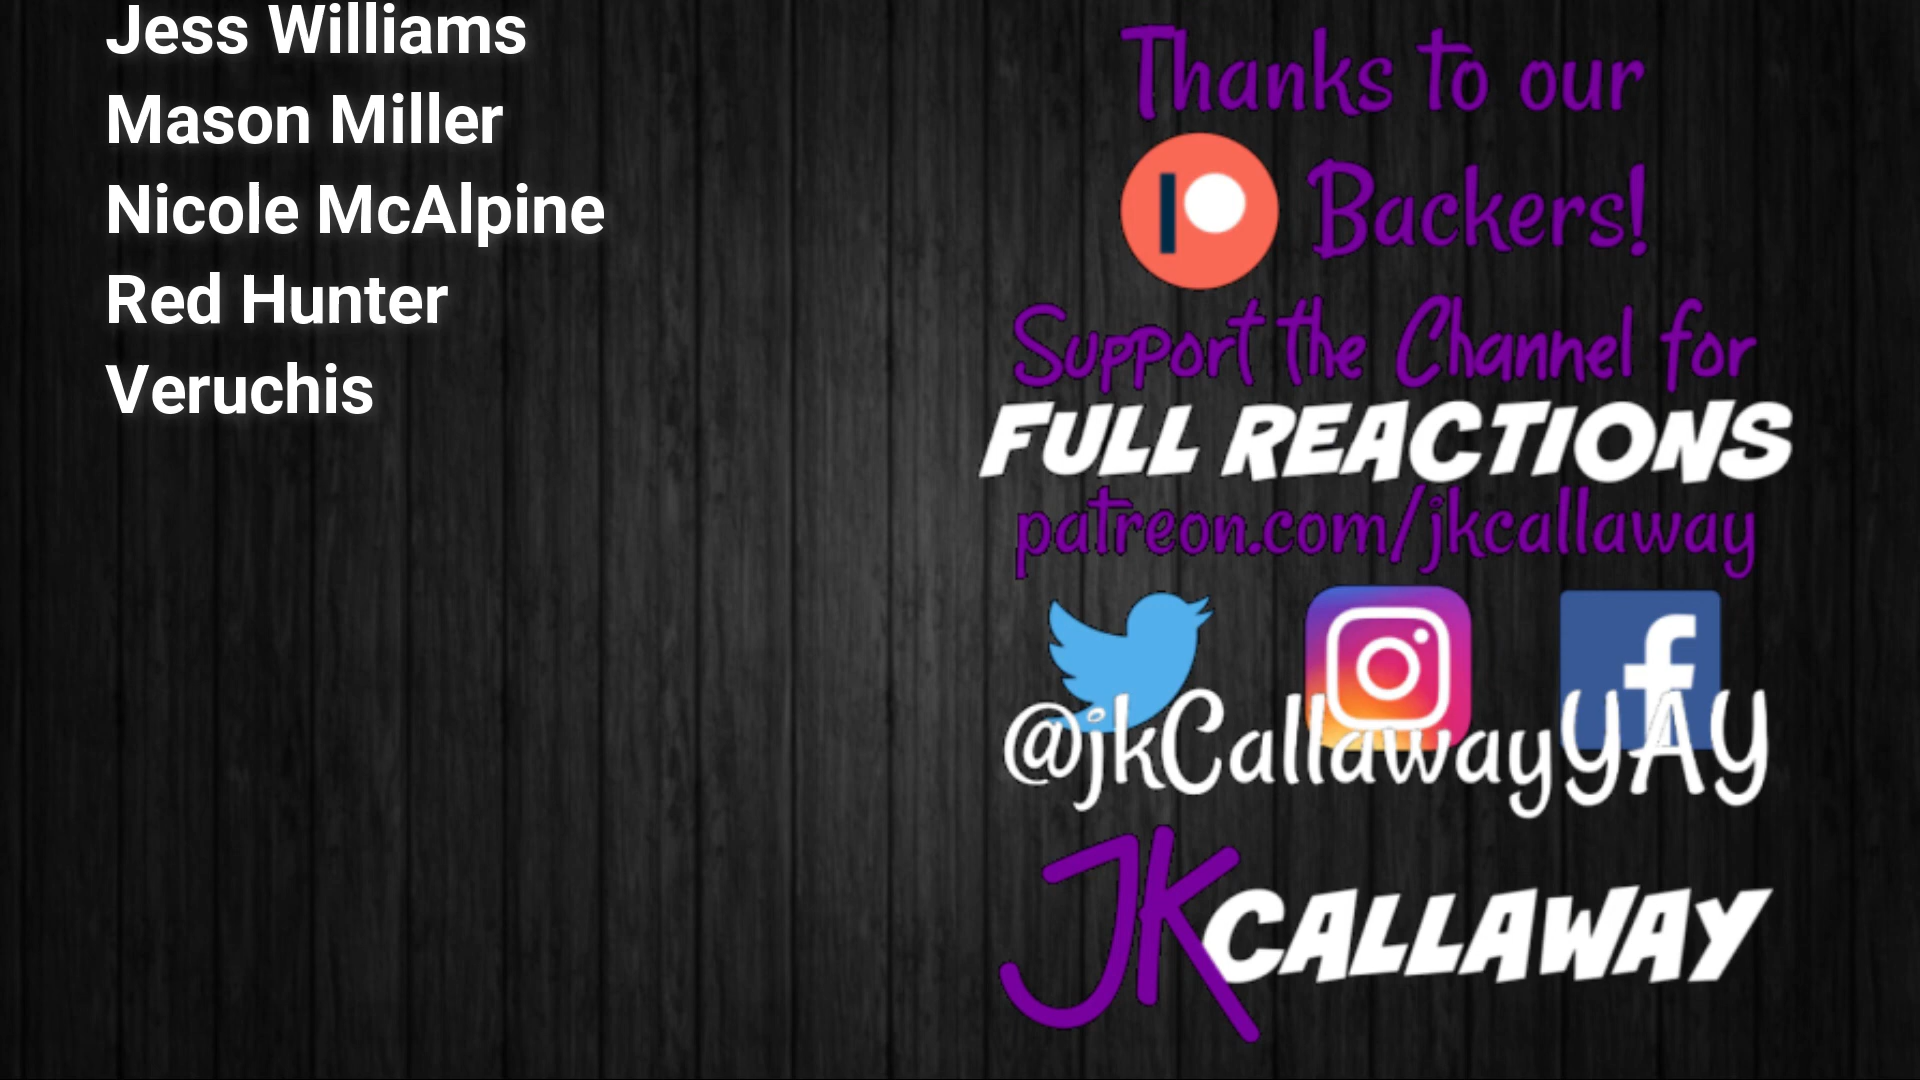 Jess Williams
Mason Miller
Nicole McAlpine
Red Hunter
Veruchis
Thanks to our
Backers!
Support the Channel for
FULL REACTIONS
patreon.com/jkcallaway
@jkCallawayYAY
JKCALLAWAY